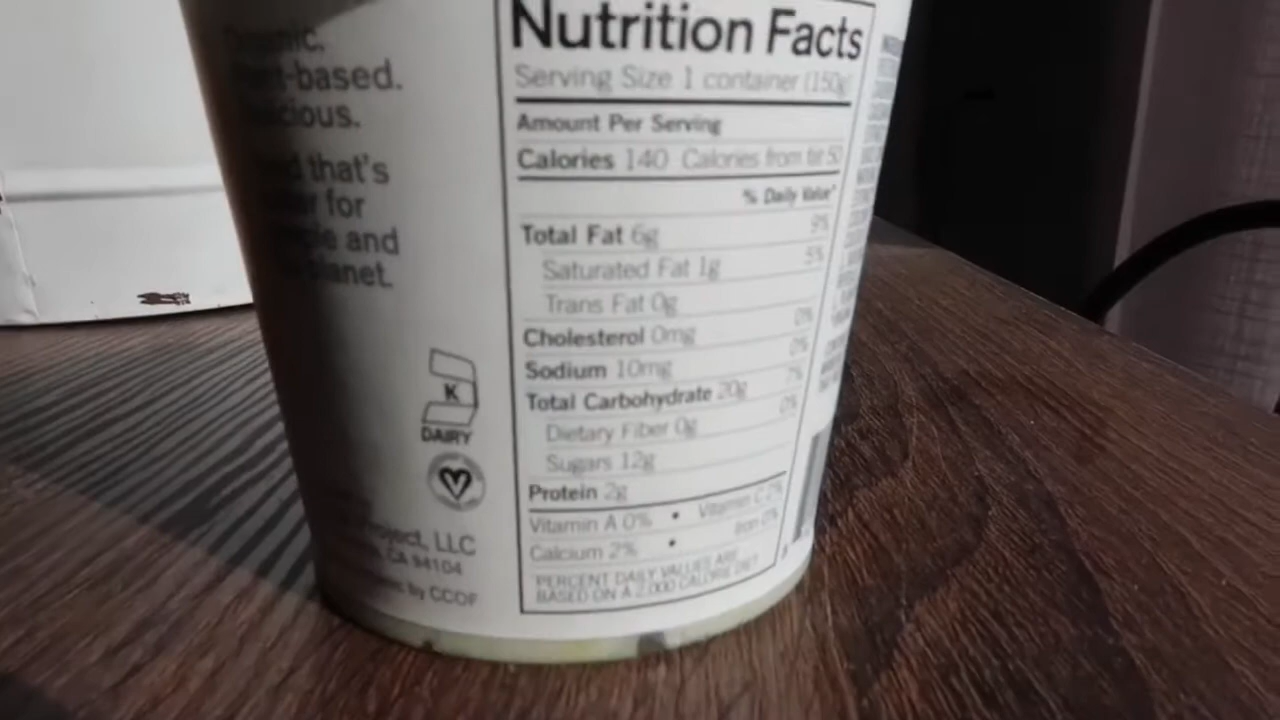 -based.
that's
for
and
planet.
K
DAIRY
LLC
CA 94104
by CCOF
Nutrition Facts
Serving Size 1 container (150g
Amount Per Serving
Calories 140 Calories from fat 50
% Daily Value*
Total Fat 6g 9%
Saturated Fat 1g 5%
Trans Fat 0g
Cholesterol 0mg 0%
Sodium 10mg 0%
Total Carbohydrate 20g 7%
Dietary Fiber 0g 0%
Sugars 12g
Protein 2g
Vitamin A 0% • Vitamin C 2%
Calcium 2% • Iron 0%
PERCENT DAILY VALUES ARE
BASED ON A 2,000 CALORIE DIET